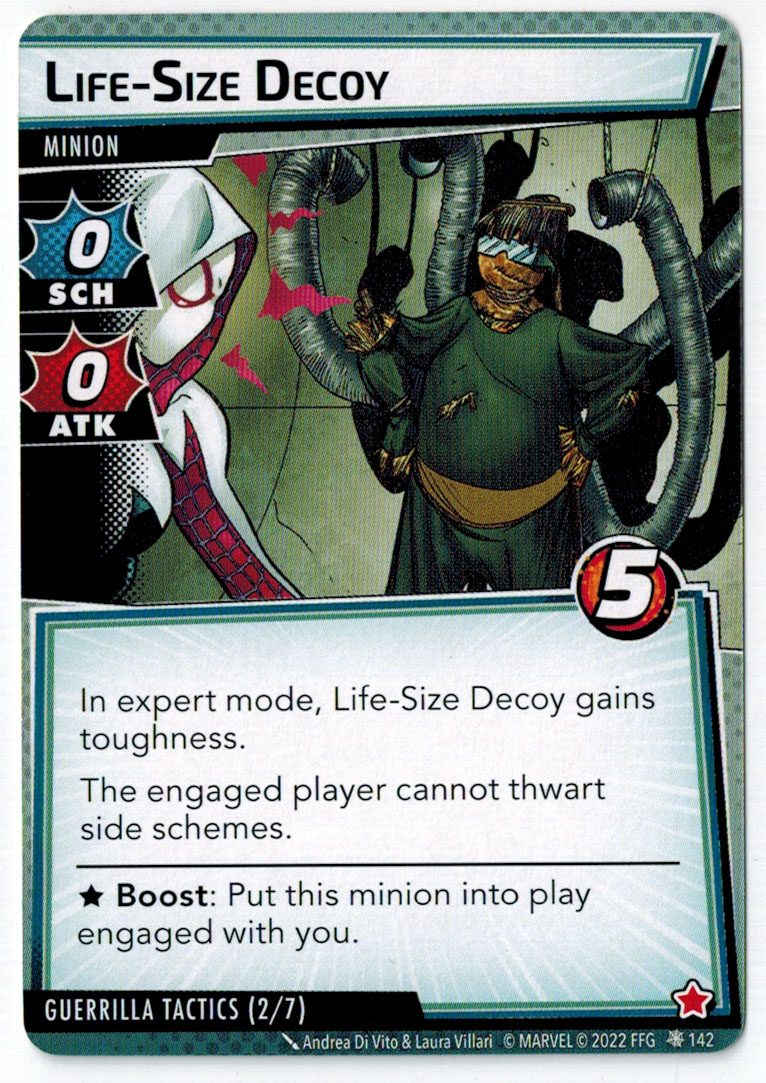 LIFE-SIZE DECOY
MINION
0
SCH
0
ATK
5
In expert mode, Life-Size Decoy gains
toughness.
The engaged player cannot thwart
side schemes.
★ Boost: Put this minion into play
engaged with you.
GUERRILLA TACTICS (2/7)
Andrea Di Vito & Laura Villari © MARVEL © 2022 FFG 142